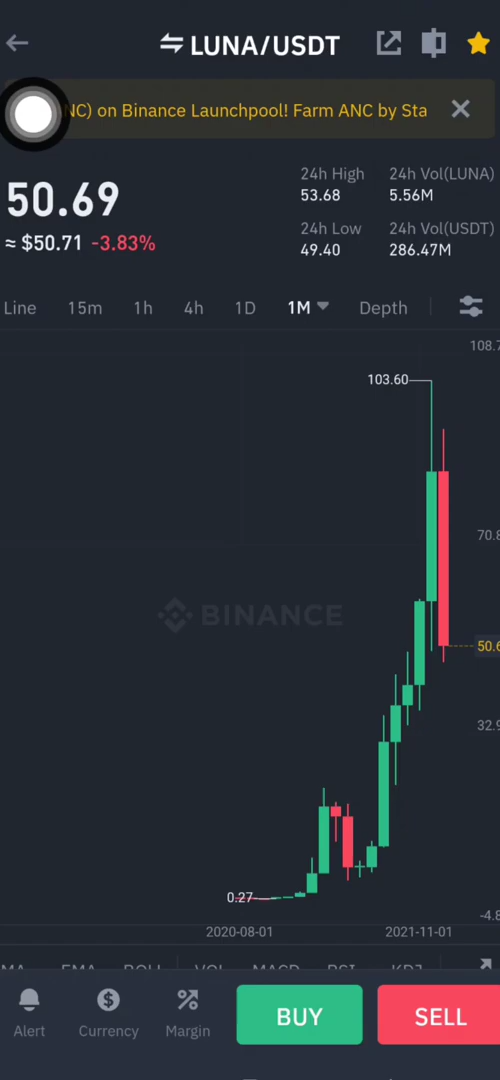 LUNA/USDT
NC) on Binance Launchpool! Farm ANC by Sta
50.69
≈ $50.71 -3.83%
24h High
53.68
24h Vol(LUNA)
5.56M
24h Low
49.40
24h Vol(USDT)
286.47M
Line 15m 1h 4h 1D 1M Depth
108.7
103.60
70.8
BINANCE
50.6
32.9
0.27
-4.8
2020-08-01 2021-11-01
MA EMA BOLL VOL MACD RSI KDJ
Alert Currency Margin BUY SELL